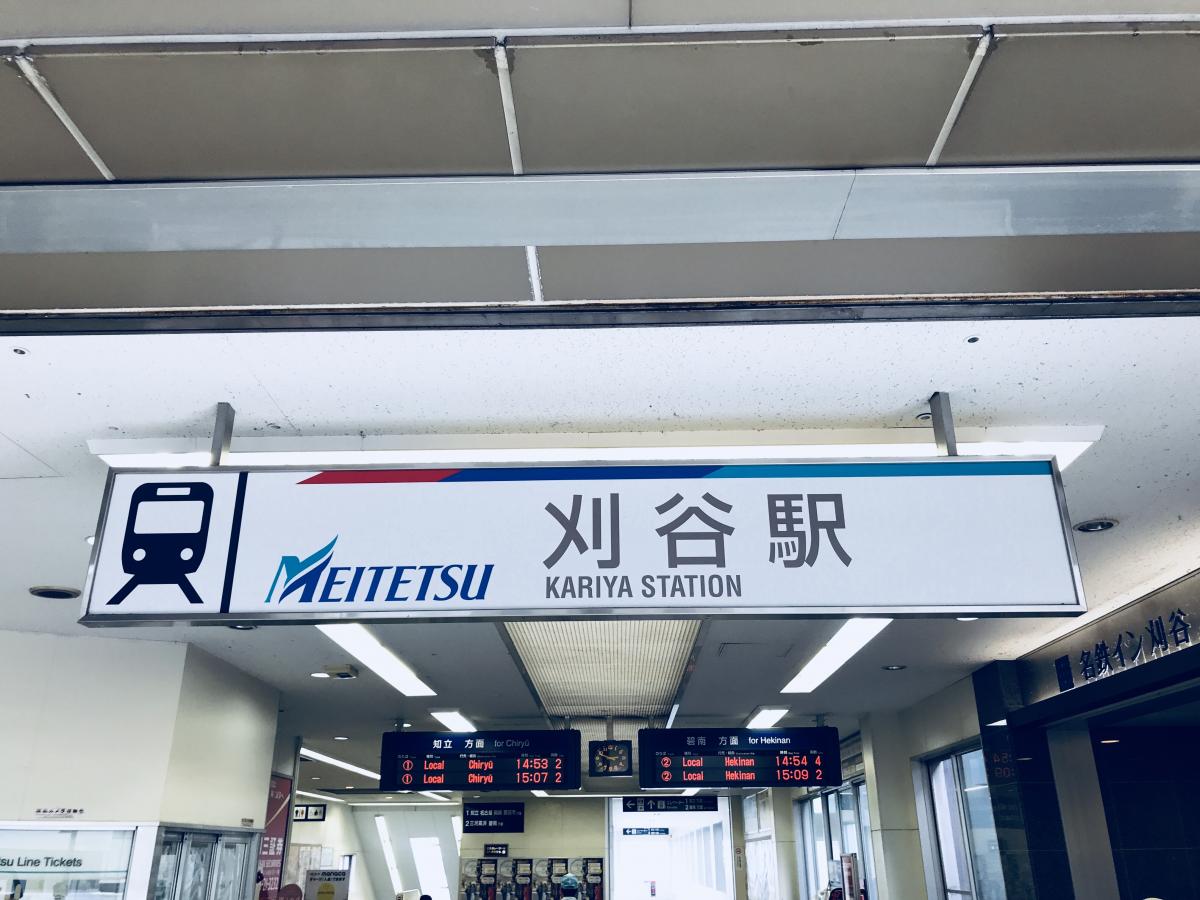 MEITETSU
刈谷駅
KARIYA STATION
名鉄イン刈谷
知立 方面 for Chiryū
① Local Chiryū 14:53 2
① Local Chiryū 15:07 2
碧南 方面 for Hekinan
② Local Hekinan 14:54 4
② Local Hekinan 15:09 2
su Line Tickets
manaca